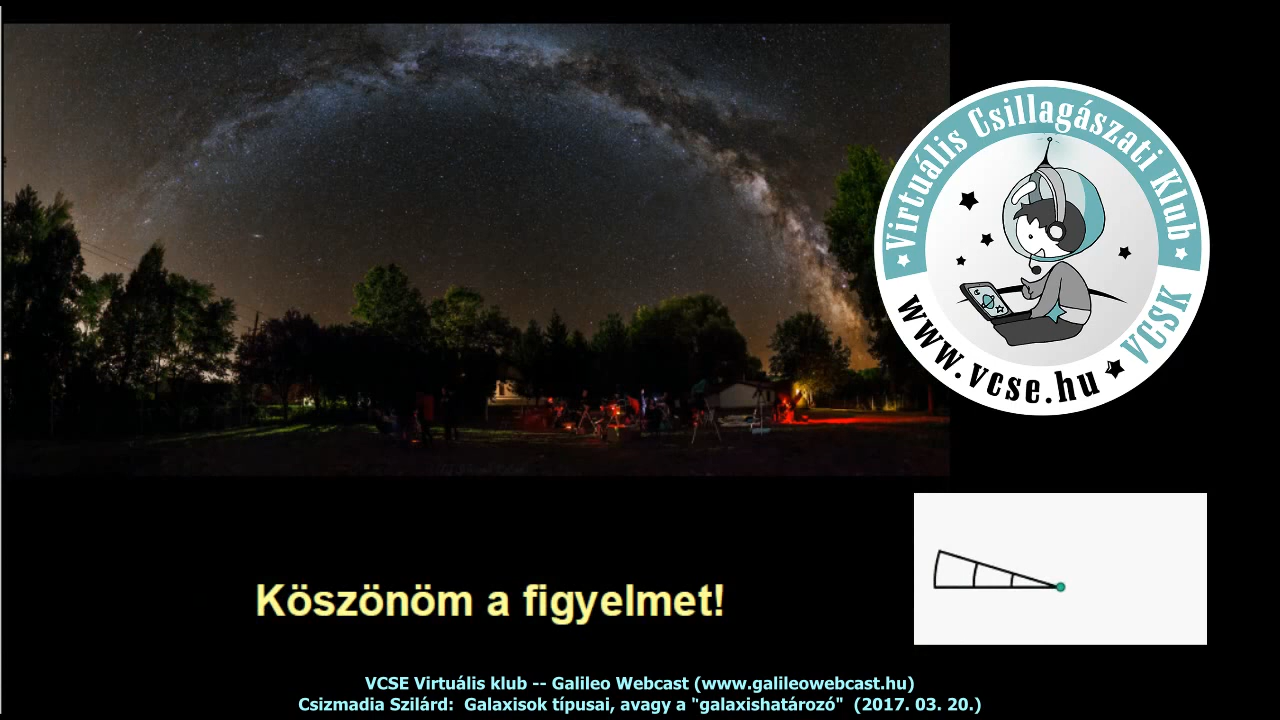 Virtuális Csillagászati Klub
www.vcse.hu
VCSK
Köszönöm a figyelmet!
VCSE Virtuális klub -- Galileo Webcast (www.galileowebcast.hu)
Csizmadia Szilárd: Galaxisok típusai, avagy a "galaxishatározó" (2017. 03. 20.)